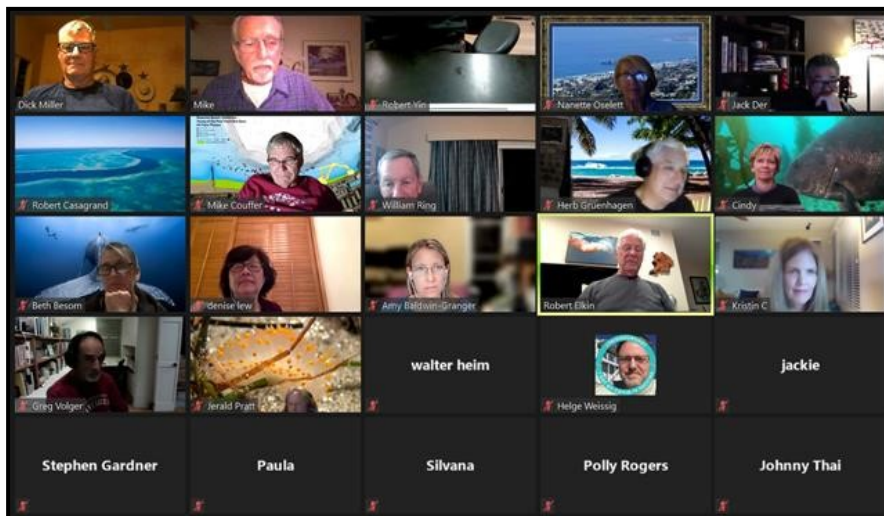 Dick Miller
Mike
Robert Yin
Nanette Oselett
Jack Der
Robert Casagrand
Mike Couffer
William Ring
Herb Gruenhagen
Cindy
Beth Besom
denise lew
Amy Baldwin-Granger
Robert Elkin
Kristin C
Greg Volger
Jerald Pratt
walter heim
Helge Weissig
jackie
Stephen Gardner
Paula
Silvana
Polly Rogers
Johnny Thai